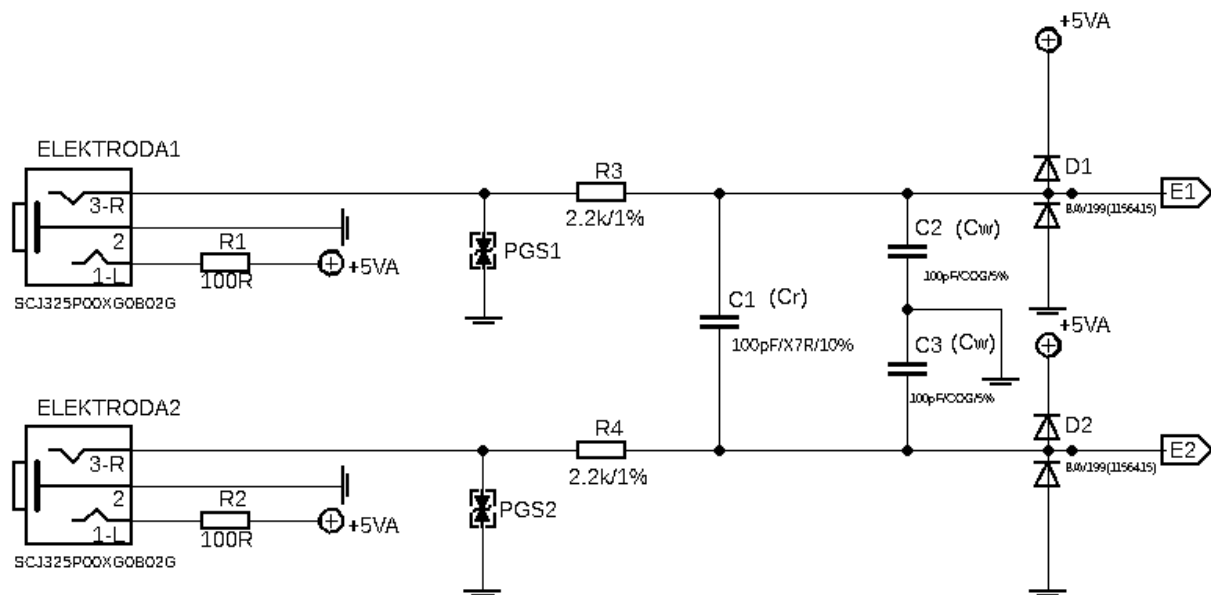 +5VA
ELEKTRODA1
3-R
2
1-L
SCJ325P00XG0B02G
R1
100R
+5VA
PGS1
R3
2.2k/1%
C1 (Cr)
100pF/X7R/10%
C2 (Cw)
100pF/COG/5%
C3 (Cw)
100pF/COG/5%
D1
BAV199(1156415)
E1
+5VA
ELEKTRODA2
3-R
2
1-L
SCJ325P00XG0B02G
R2
100R
+5VA
PGS2
R4
2.2k/1%
D2
BAV199(1156415)
E2